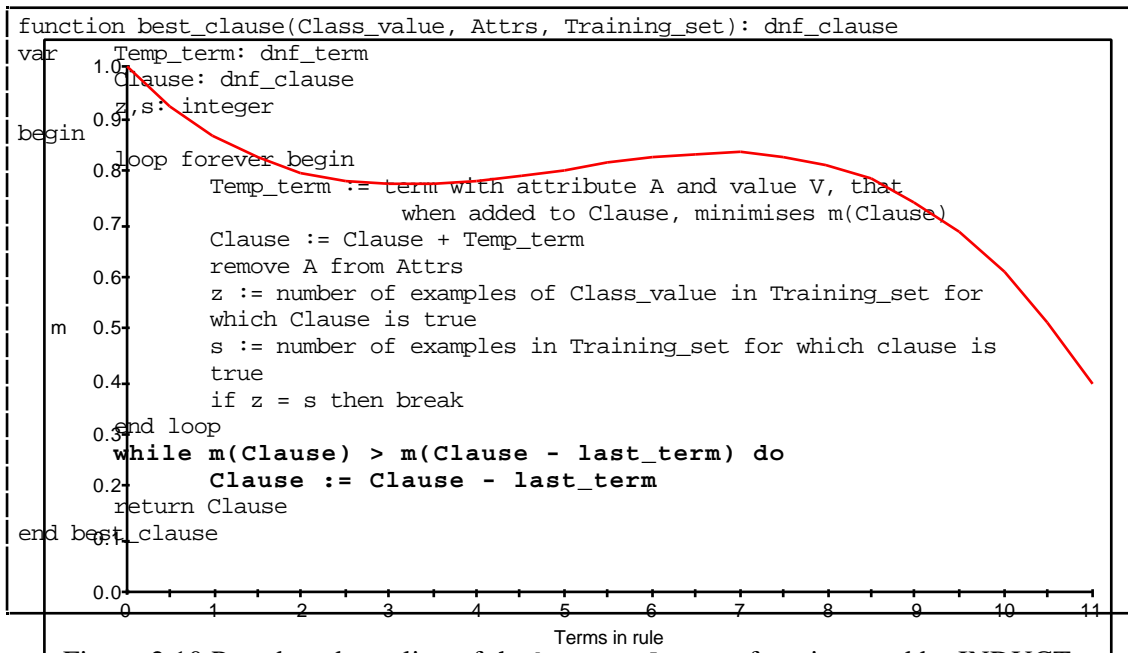 function best_clause(Class_value, Attrs, Training_set): dnf_clause
var Temp_term: dnf_term
Clause: dnf_clause
z,s: integer
begin
loop forever begin
Temp_term := term with attribute A and value V, that
when added to Clause, minimises m(Clause)
Clause := Clause + Temp_term
remove A from Attrs
z := number of examples of Class_value in Training_set for
which Clause is true
s := number of examples in Training_set for which clause is
true
if z = s then break
end loop
while m(Clause) > m(Clause - last_term) do
Clause := Clause - last_term
return Clause
end best_clause
1.0
0.9
0.8
0.7
0.6
m
0.5
0.4
0.3
0.2
0.1
0.0
0 1 2 3 4 5 6 7 8 9 10 11
Terms in rule